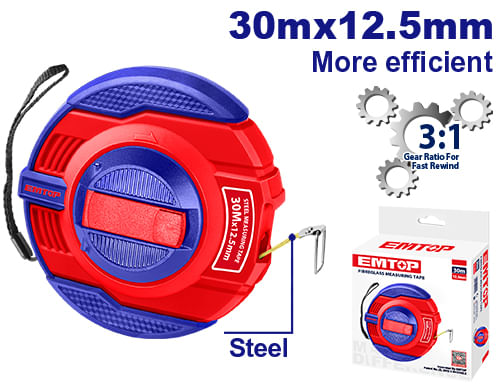 30mx12.5mm
More efficient
3:1
Gear Ratio For
Fast Rewind
EMTOP
STEEL MEASURING TAPE
30Mx12.5mm
Steel
EMTOP
FIBERGLASS MEASURING TAPE
30m